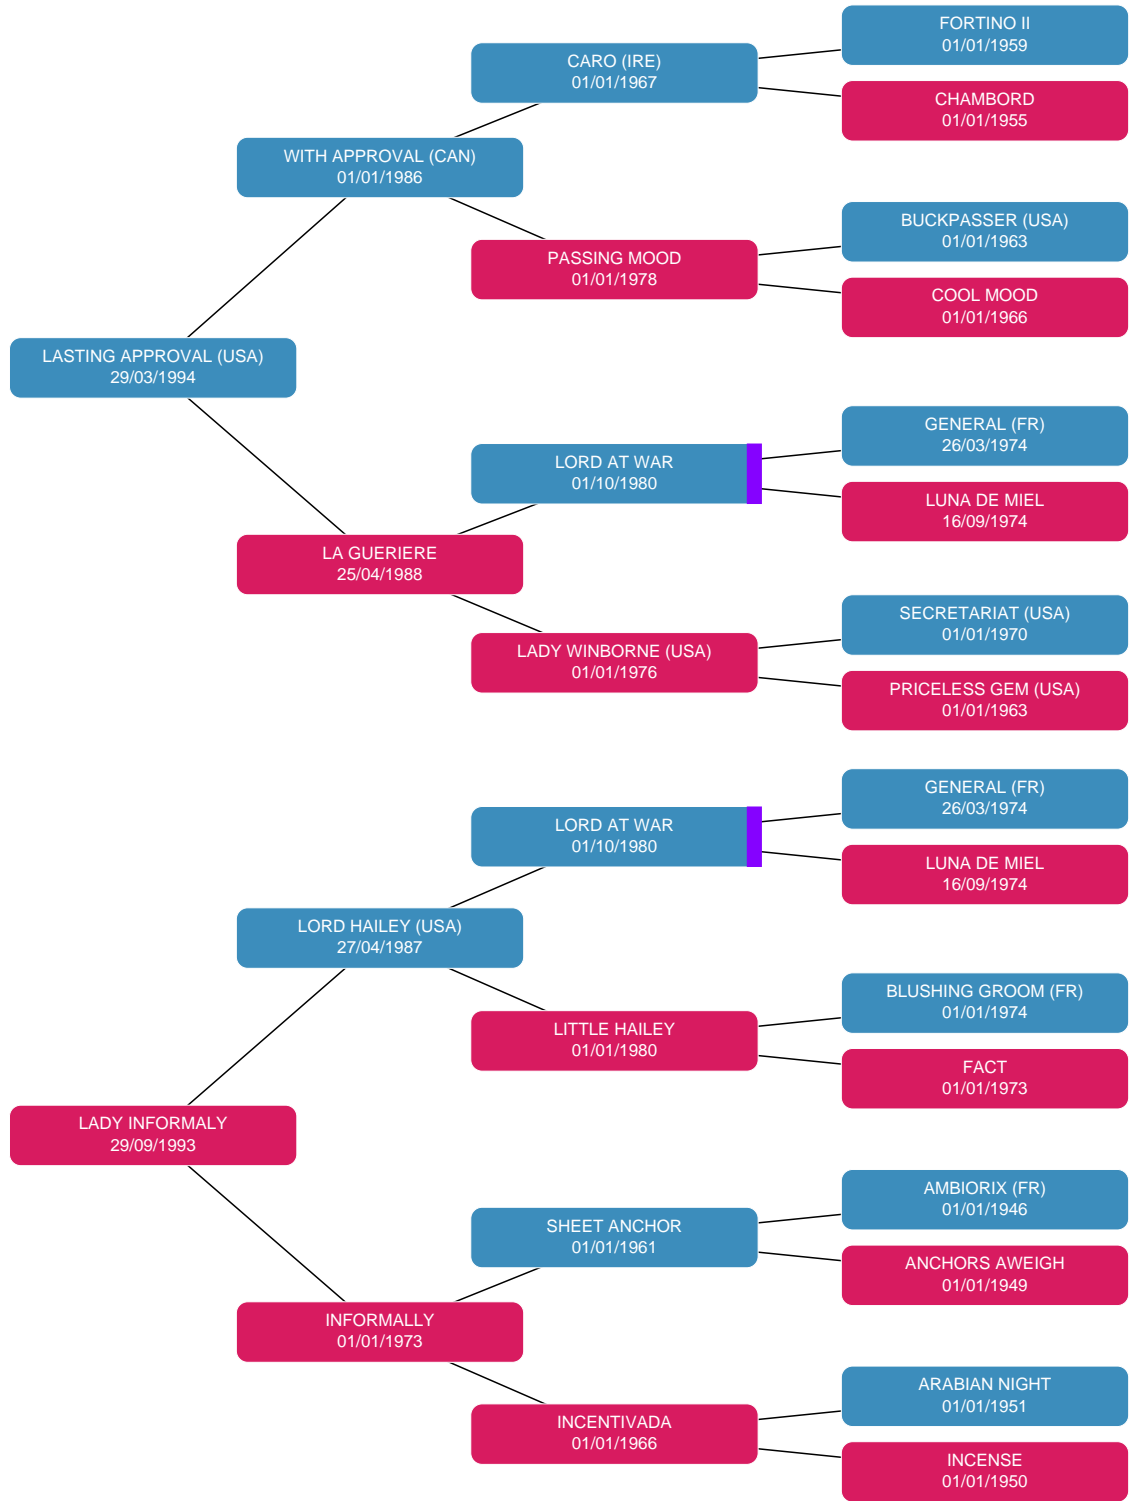 FORTINO II
01/01/1959
CARO (IRE)
01/01/1967
CHAMBORD
01/01/1955
WITH APPROVAL (CAN)
01/01/1986
BUCKPASSER (USA)
01/01/1963
PASSING MOOD
01/01/1978
COOL MOOD
01/01/1966
LASTING APPROVAL (USA)
29/03/1994
GENERAL (FR)
26/03/1974
LORD AT WAR
01/10/1980
LUNA DE MIEL
16/09/1974
LA GUERIERE
25/04/1988
SECRETARIAT (USA)
01/01/1970
LADY WINBORNE (USA)
01/01/1976
PRICELESS GEM (USA)
01/01/1963
GENERAL (FR)
26/03/1974
LORD AT WAR
01/10/1980
LUNA DE MIEL
16/09/1974
LORD HAILEY (USA)
27/04/1987
BLUSHING GROOM (FR)
01/01/1974
LITTLE HAILEY
01/01/1980
FACT
01/01/1973
LADY INFORMALY
29/09/1993
AMBIORIX (FR)
01/01/1946
SHEET ANCHOR
01/01/1961
ANCHORS AWEIGH
01/01/1949
INFORMALLY
01/01/1973
ARABIAN NIGHT
01/01/1951
INCENTIVADA
01/01/1966
INCENSE
01/01/1950